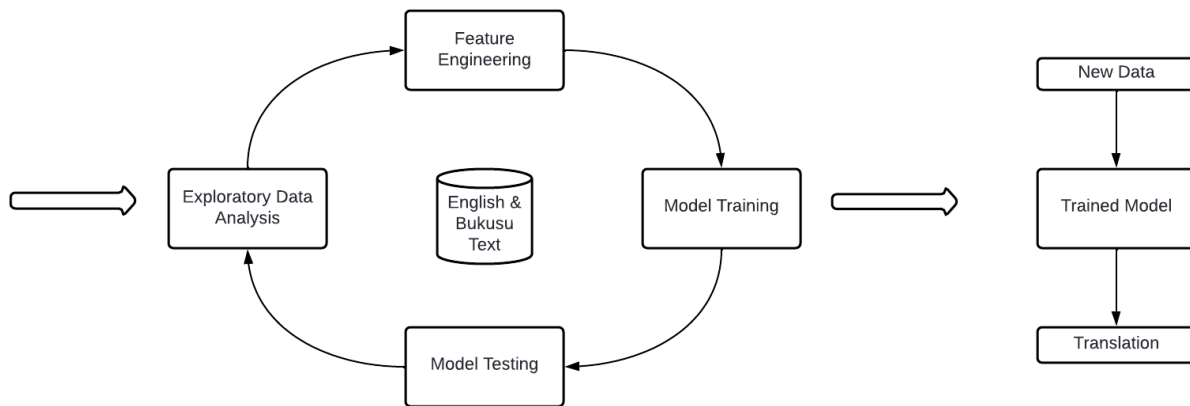 Feature
Engineering
New Data
Exploratory Data
Analysis
English &
Bukusu
Text
Model Training
Trained Model
Model Testing
Translation